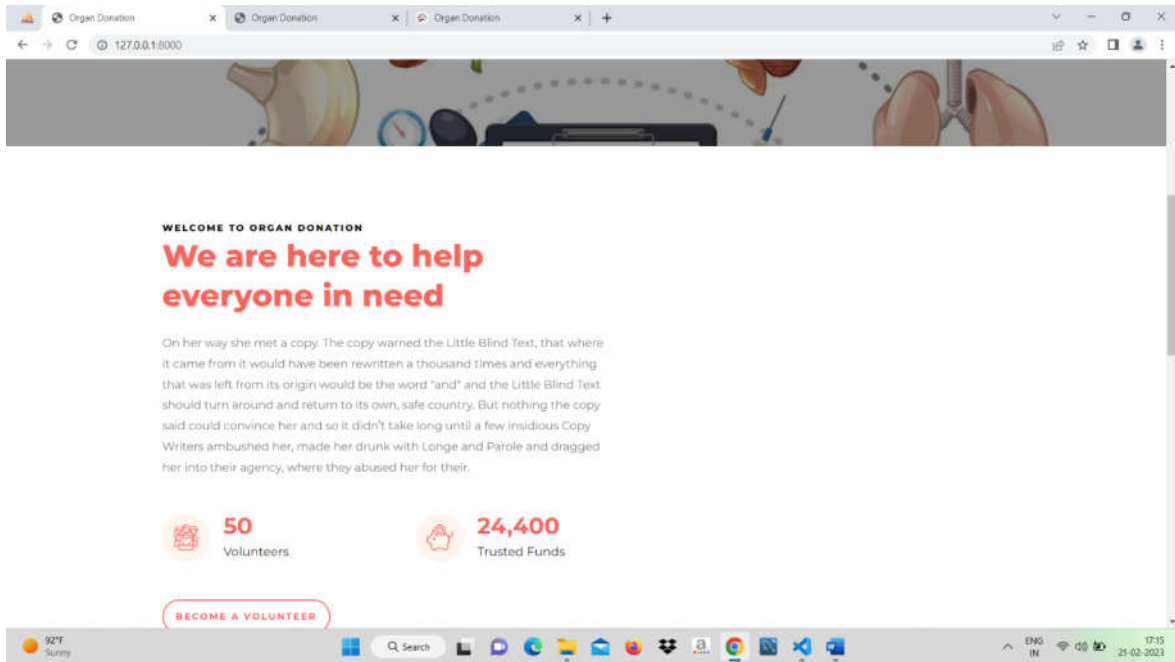 Organ Donation
Organ Donation
Organ Donation
127.0.0.1:8000
WELCOME TO ORGAN DONATION
We are here to help
everyone in need
On her way she met a copy. The copy warned the Little Blind Text, that where
it came from it would have been rewritten a thousand times and everything
that was left from its origin would be the word "and" and the Little Blind Text
should turn around and return to its own, safe country. But nothing the copy
said could convince her and so it didn't take long until a few insidious Copy
Writers ambushed her, made her drunk with Longe and Parole and dragged
her into their agency, where they abused her for their.
50
Volunteers
24,400
Trusted Funds
BECOME A VOLUNTEER
92°F
Sunny
Search
ENG
IN
17:15
21-02-2023